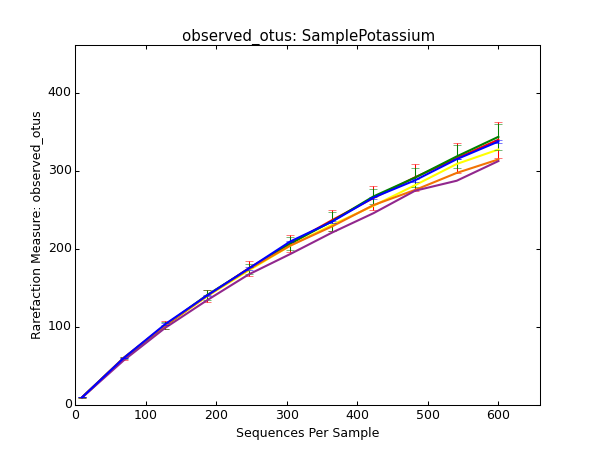 observed_otus: SamplePotassium
Rarefaction Measure: observed_otus
400
300
200
100
0
0 100 200 300 400 500 600
Sequences Per Sample